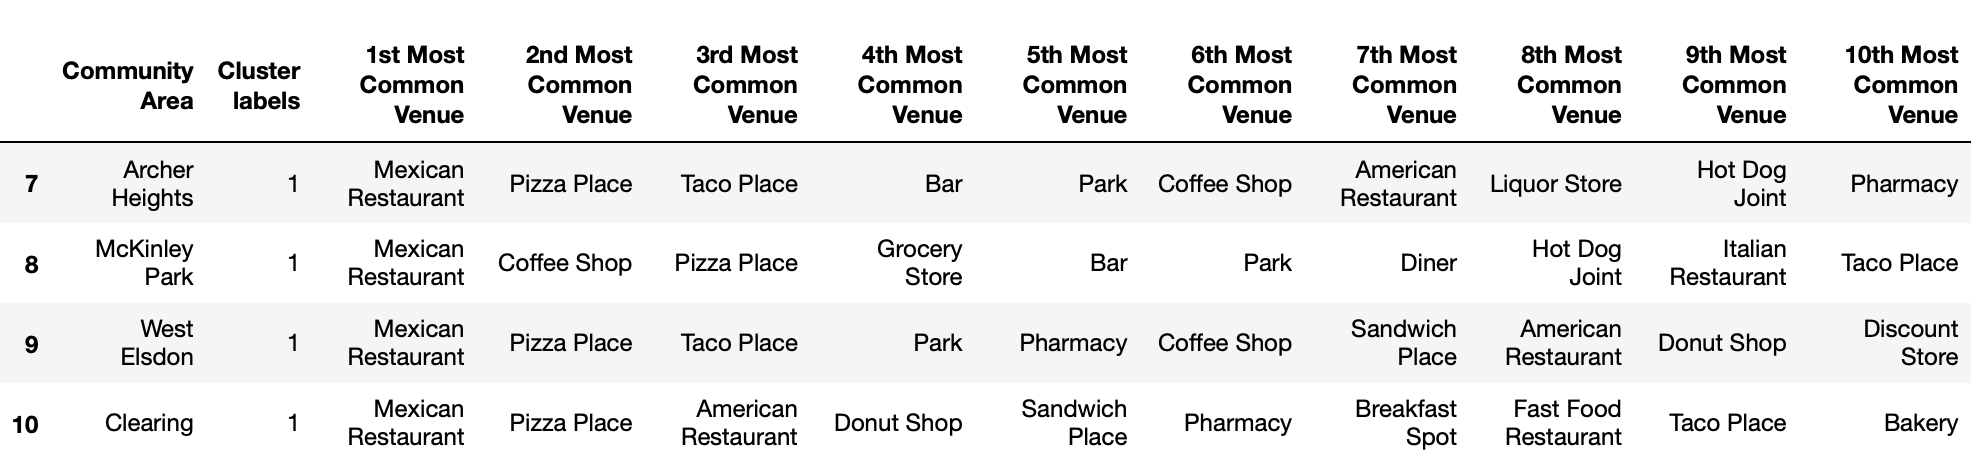 Community Area Cluster labels 1st Most Common Venue 2nd Most Common Venue 3rd Most Common Venue 4th Most Common Venue 5th Most Common Venue 6th Most Common Venue 7th Most Common Venue 8th Most Common Venue 9th Most Common Venue 10th Most Common Venue
7 Archer Heights 1 Mexican Restaurant Pizza Place Taco Place Bar Park Coffee Shop American Restaurant Liquor Store Hot Dog Joint Pharmacy
8 McKinley Park 1 Mexican Restaurant Coffee Shop Pizza Place Grocery Store Bar Park Diner Hot Dog Joint Italian Restaurant Taco Place
9 West Elsdon 1 Mexican Restaurant Pizza Place Taco Place Park Pharmacy Coffee Shop Sandwich Place American Restaurant Donut Shop Discount Store
10 Clearing 1 Mexican Restaurant Pizza Place American Restaurant Donut Shop Sandwich Place Pharmacy Breakfast Spot Fast Food Restaurant Taco Place Bakery